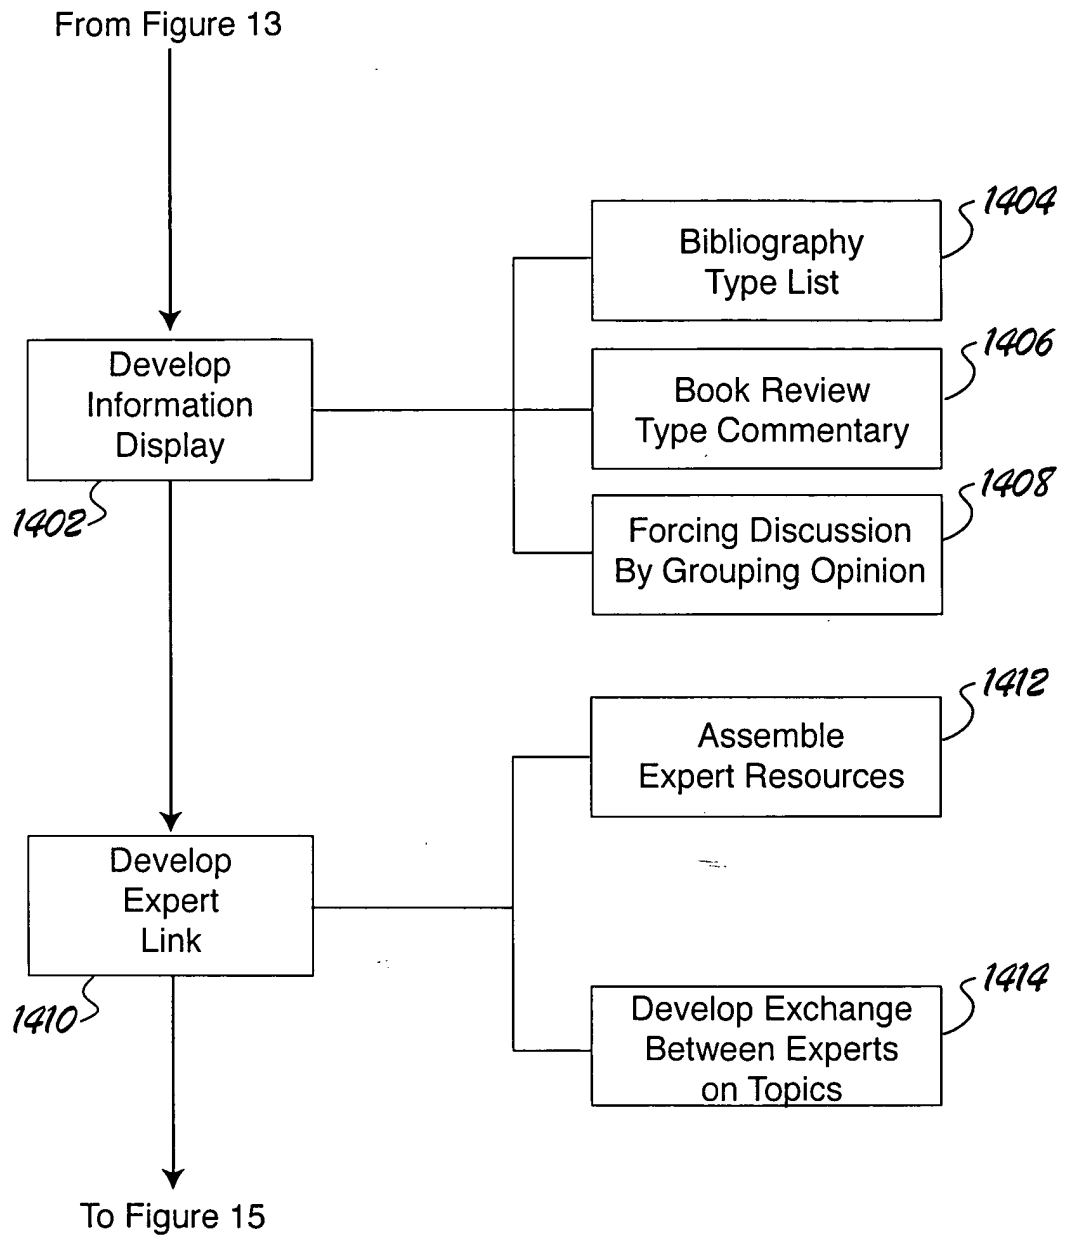 From Figure 13
1404
Bibliography
Type List
1406
Develop
Information
Display
Book Review
Type Commentary
1402
1408
Forcing Discussion
By Grouping Opinion
1412
Assemble
Expert Resources
Develop
Expert
Link
1410
1414
Develop Exchange
Between Experts
on Topics
To Figure 15